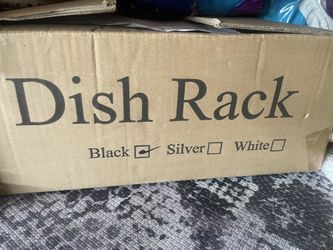 Dish Rack
Black ☑ Silver ☐ White ☐